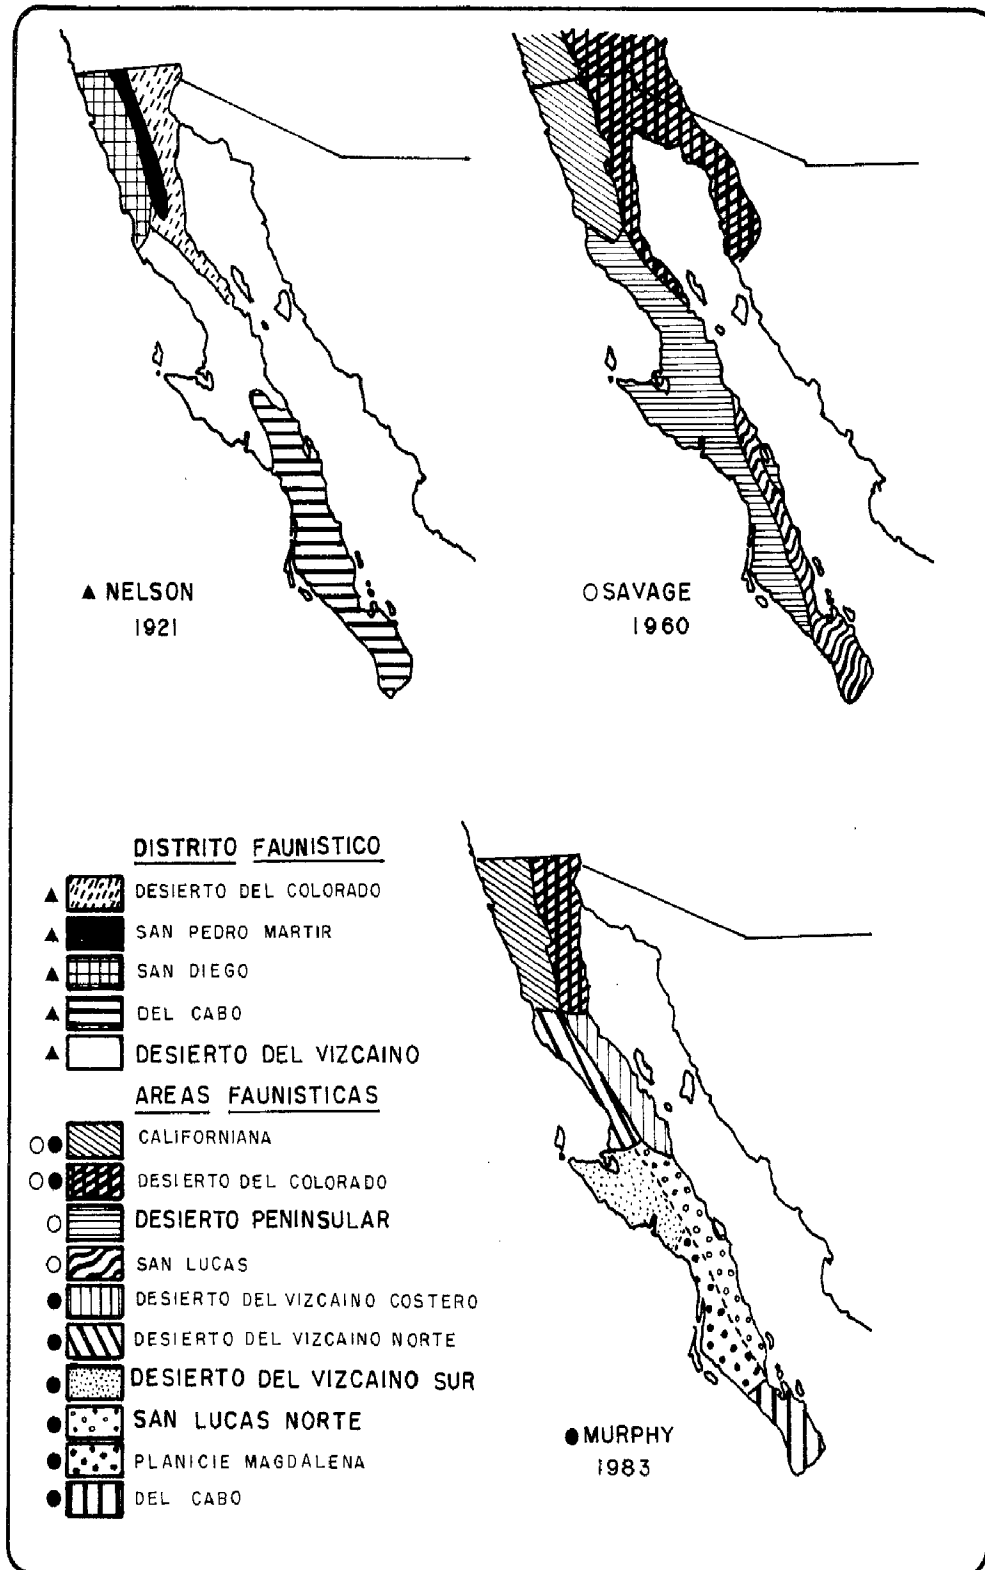 ▲ NELSON
1921
○ SAVAGE
1960
DISTRITO FAUNISTICO
▲ DESIERTO DEL COLORADO
▲ SAN PEDRO MARTIR
▲ SAN DIEGO
▲ DEL CABO
▲ DESIERTO DEL VIZCAINO
AREAS FAUNISTICAS
○● CALIFORNIANA
○● DESIERTO DEL COLORADO
○ DESIERTO PENINSULAR
○ SAN LUCAS
● DESIERTO DEL VIZCAINO COSTERO
● DESIERTO DEL VIZCAINO NORTE
● DESIERTO DEL VIZCAINO SUR
● SAN LUCAS NORTE
● PLANICIE MAGDALENA
● DEL CABO
● MURPHY
1983